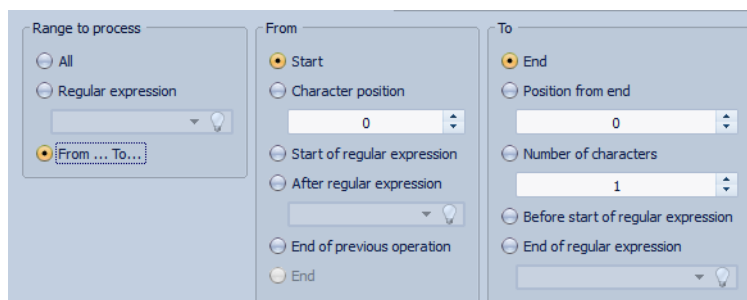 Range to process
All
Regular expression
From ... To...
From
Start
Character position
0
Start of regular expression
After regular expression
End of previous operation
End
To
End
Position from end
0
Number of characters
1
Before start of regular expression
End of regular expression